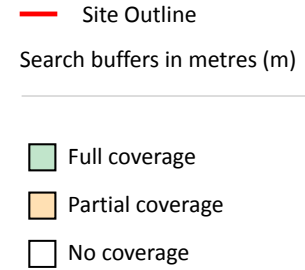 Site Outline
Search buffers in metres (m)
Full coverage
Partial coverage
No coverage